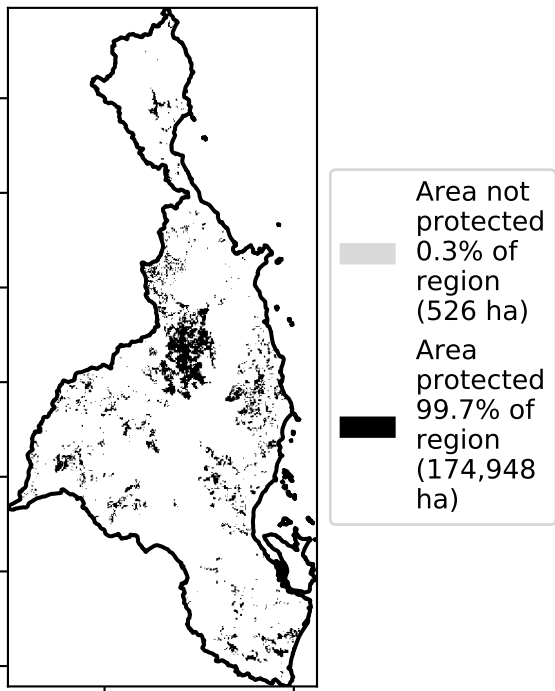 Area not
protected
0.3% of
region
(526 ha)
Area
protected
99.7% of
region
(174,948
ha)